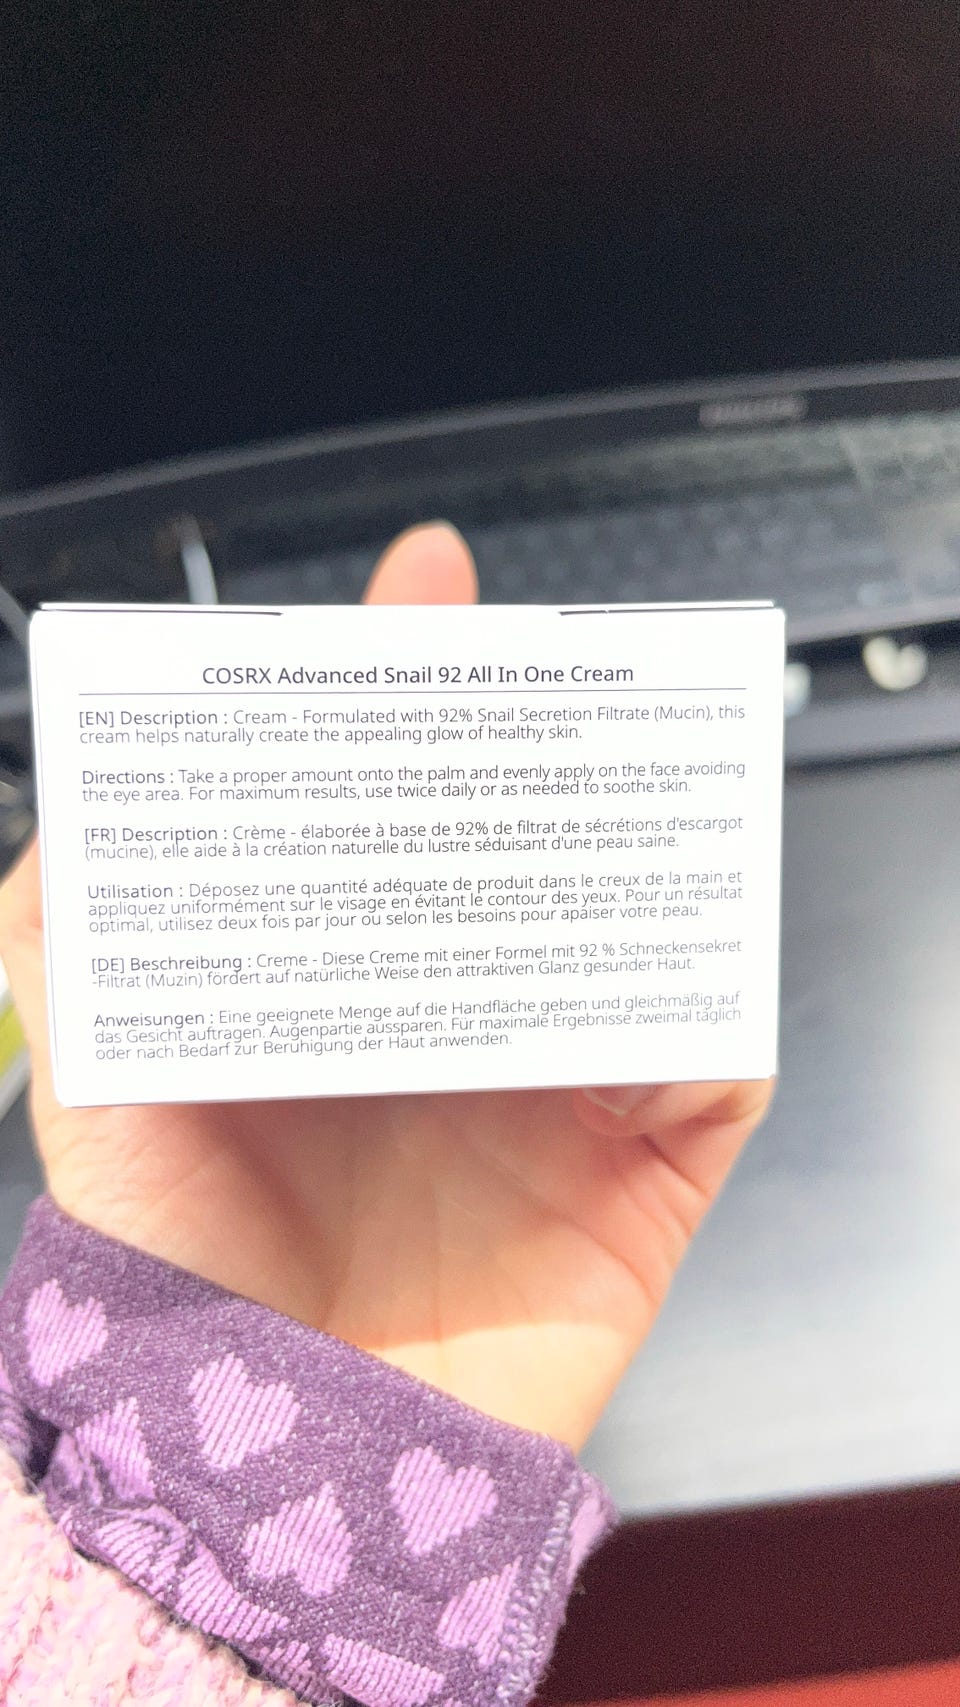 COSRX Advanced Snail 92 All In One Cream
[EN] Description : Cream - Formulated with 92% Snail Secretion Filtrate (Mucin), this
cream helps naturally create the appealing glow of healthy skin.
Directions : Take a proper amount onto the palm and evenly apply on the face avoiding
the eye area. For maximum results, use twice daily or as needed to soothe skin.
[FR] Description : Crème - élaborée à base de 92% de filtrat de sécrétions d'escargot
(mucine), elle aide à la création naturelle du lustre séduisant d'une peau saine.
Utilisation : Déposez une quantité adéquate de produit dans le creux de la main et
appliquez uniformément sur le visage en évitant le contour des yeux. Pour un résultat
optimal, utilisez deux fois par jour ou selon les besoins pour apaiser votre peau.
[DE] Beschreibung : Creme - Diese Creme mit einer Formel mit 92 % Schneckensekret
-Filtrat (Muzin) fördert auf natürliche Weise den attraktiven Glanz gesunder Haut.
Anweisungen : Eine geeignete Menge auf die Handfläche geben und gleichmäßig auf
das Gesicht auftragen. Augenpartie aussparen. Für maximale Ergebnisse zweimal täglich
oder nach Bedarf zur Beruhigung der Haut anwenden.